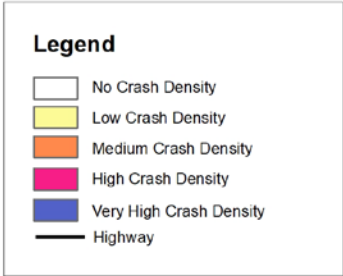 Legend
No Crash Density
Low Crash Density
Medium Crash Density
High Crash Density
Very High Crash Density
Highway